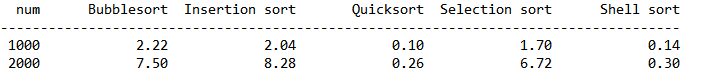 num Bubblesort Insertion sort Quicksort Selection sort Shell sort
--------------------------------------------------------------------------------
1000 2.22 2.04 0.10 1.70 0.14
2000 7.50 8.28 0.26 6.72 0.30